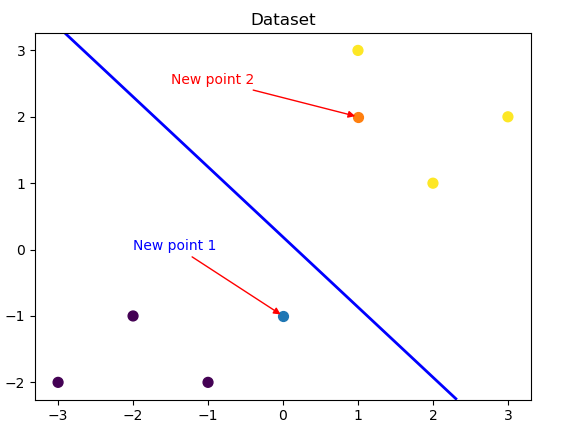 Dataset
3
New point 2
2
1
New point 1
0
−1
−2
−3 −2 −1 0 1 2 3